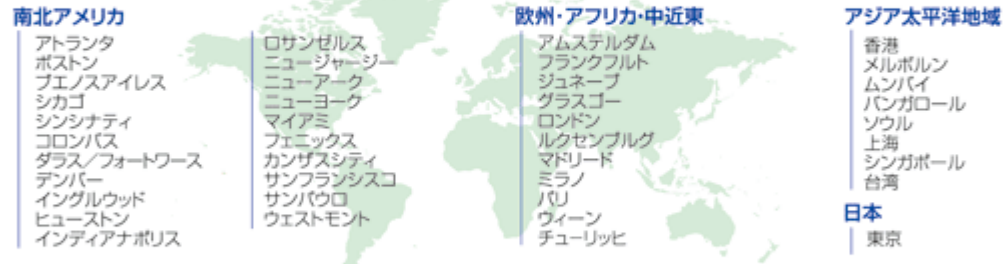 南北アメリカ
アトランタ
ボストン
ブエノスアイレス
シカゴ
シンシナティ
コロンバス
ダラス／フォートワース
デンバー
イングルウッド
ヒューストン
インディアナポリス
ロサンゼルス
ニュージャージー
ニューアーク
ニューヨーク
マイアミ
フェニックス
カンザスシティ
サンフランシスコ
サンパウロ
ウェストモント
欧州・アフリカ・中近東
アムステルダム
フランクフルト
ジュネーブ
グラスゴー
ロンドン
ルクセンブルグ
マドリード
ミラノ
パリ
ウィーン
チューリッヒ
アジア太平洋地域
香港
メルボルン
ムンバイ
バンガロール
ソウル
上海
シンガポール
台湾
日本
東京